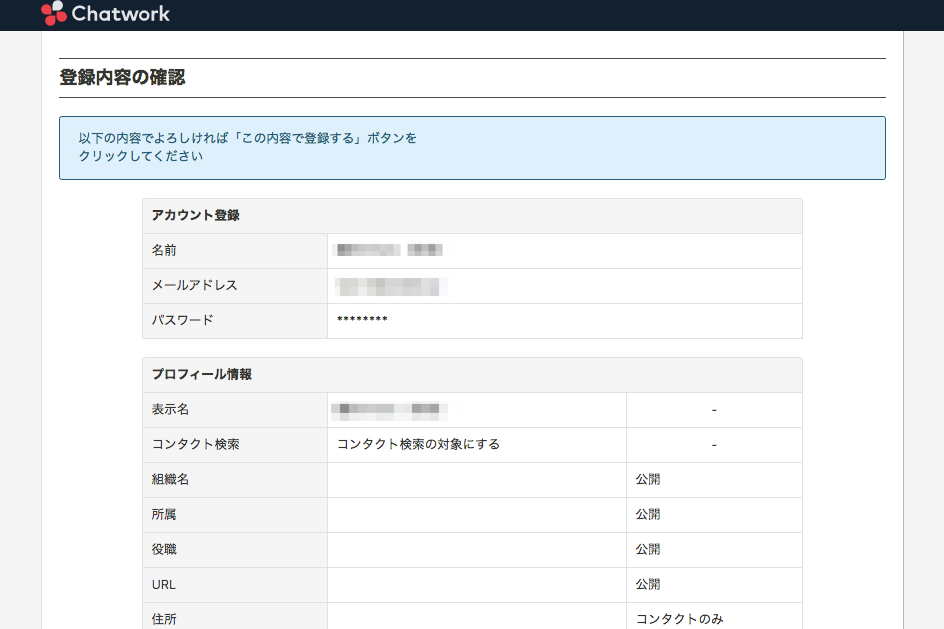 Chatwork
登録内容の確認
以下の内容でよろしければ「この内容で登録する」ボタンを
クリックしてください
アカウント登録
名前
メールアドレス
パスワード ********
プロフィール情報
表示名 -
コンタクト検索 コンタクト検索の対象にする -
組織名 公開
所属 公開
役職 公開
URL 公開
住所 コンタクトのみ